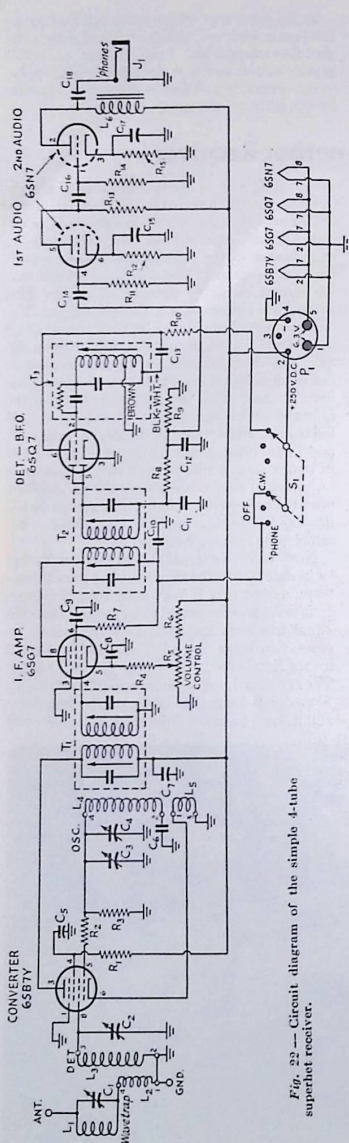 ANT.
L1
C1
Wavetrap
L2
GND.
DET.
L3
C2
CONVERTER
6SB7Y
C5
R1
R2
R3
OSC.
C3
C4
L4
C6
L5
C7
T1
I. F. AMP.
6SG7
C8
C9
R4
R5
R6
R7
VOLUME
CONTROL
T2
C10
C11
C12
R8
R9
DET. — B.F.O.
6SQ7
T3
(BROWN)
BLK-WHT.
C13
R10
C14
1ST AUDIO
2ND AUDIO
6SN7
R11
R12
C15
C16
R13
R14
R15
C17
L6
C18
'Phones
J1
OFF
'PHONE
C.W.
S1
+250 V. D.C.
6.3 V.
P1
6SB7Y
6SG7
6SQ7
6SN7
Fig. 22 — Circuit diagram of the simple 4-tube
superhet receiver.